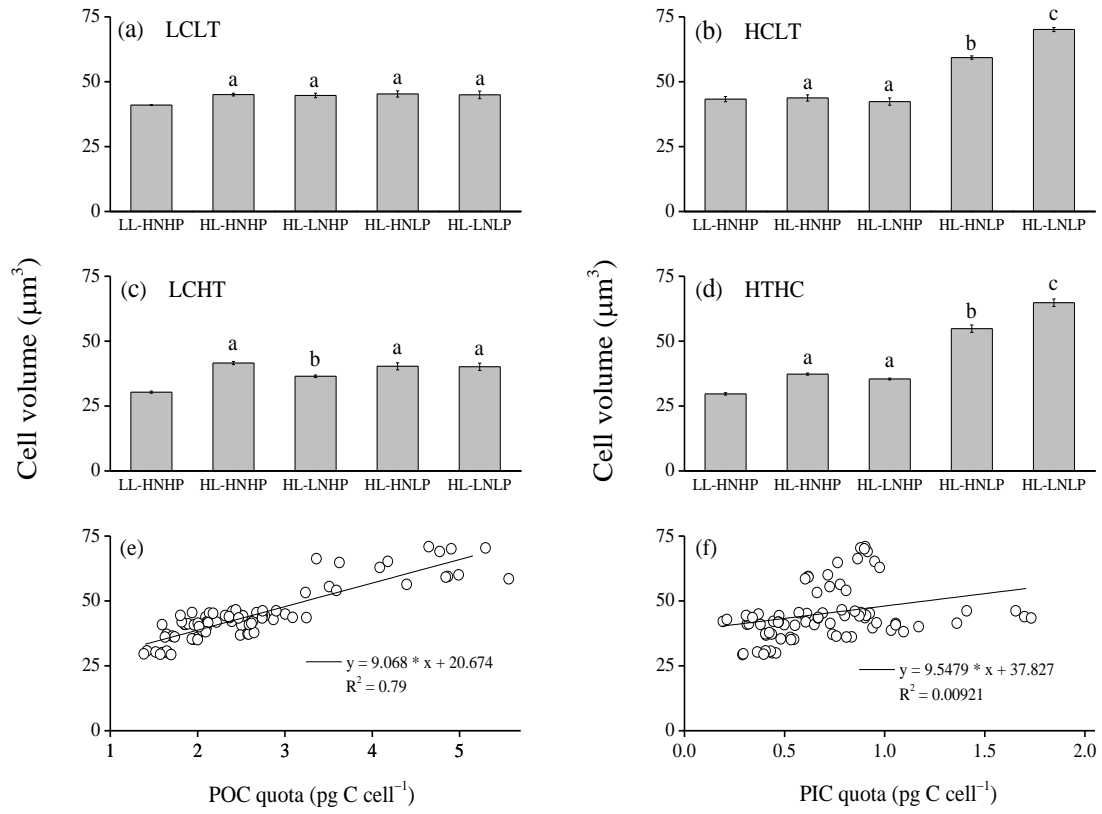 (a) LCLT
a a a a
75
50
25
0
LL-HNHP HL-HNHP HL-LNHP HL-HNLP HL-LNLP
(b) HCLT
a a b c
75
50
25
0
LL-HNHP HL-HNHP HL-LNHP HL-HNLP HL-LNLP
Cell volume (μm³)
(c) LCHT
a b a a
75
50
25
0
LL-HNHP HL-HNHP HL-LNHP HL-HNLP HL-LNLP
Cell volume (μm³)
(d) HTHC
a a b c
75
50
25
0
LL-HNHP HL-HNHP HL-LNHP HL-HNLP HL-LNLP
(e)
75
50
25
0
y = 9.068 * x + 20.674
R² = 0.79
1 2 3 4 5
POC quota (pg C cell⁻¹)
(f)
75
50
25
0
y = 9.5479 * x + 37.827
R² = 0.00921
0.0 0.5 1.0 1.5 2.0
PIC quota (pg C cell⁻¹)